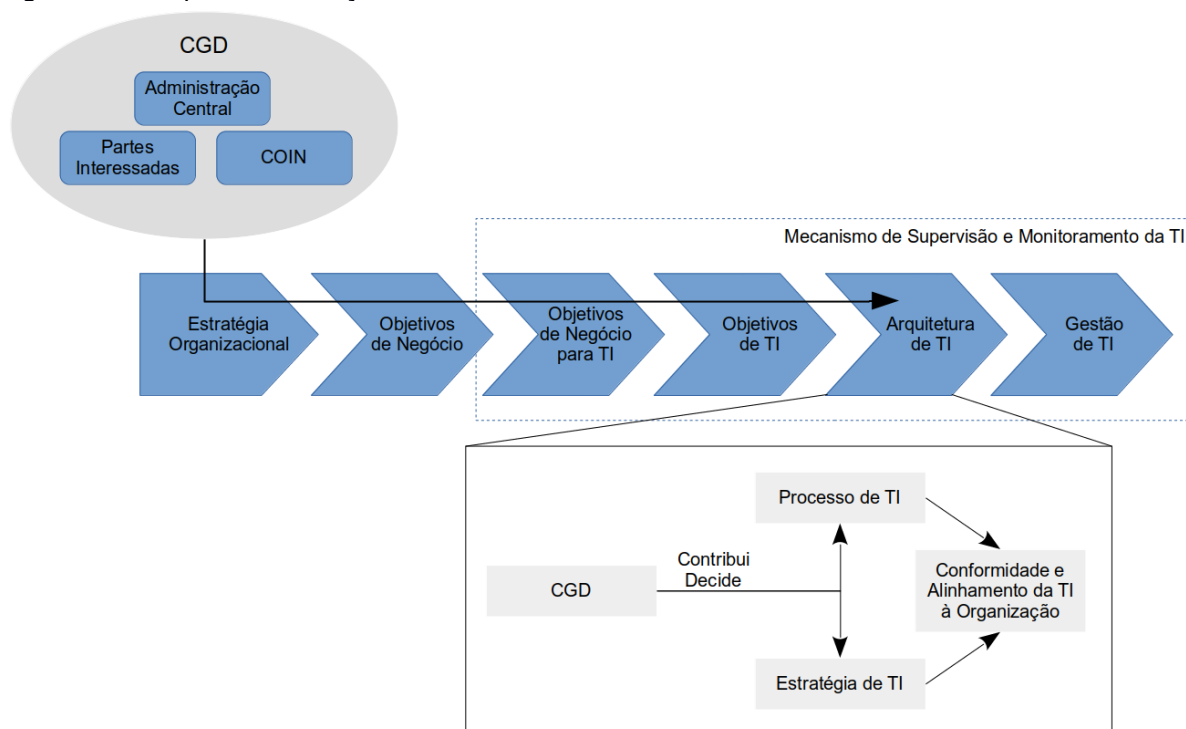 CGD
Administração
Central
Partes
Interessadas
COIN
Mecanismo de Supervisão e Monitoramento da TI
Estratégia
Organizacional
Objetivos
de Negócio
Objetivos
de Negócio
para TI
Objetivos
de TI
Arquitetura
de TI
Gestão
de TI
Processo de TI
Contribui
Decide
CGD
Conformidade e
Alinhamento da TI
à Organização
Estratégia de TI